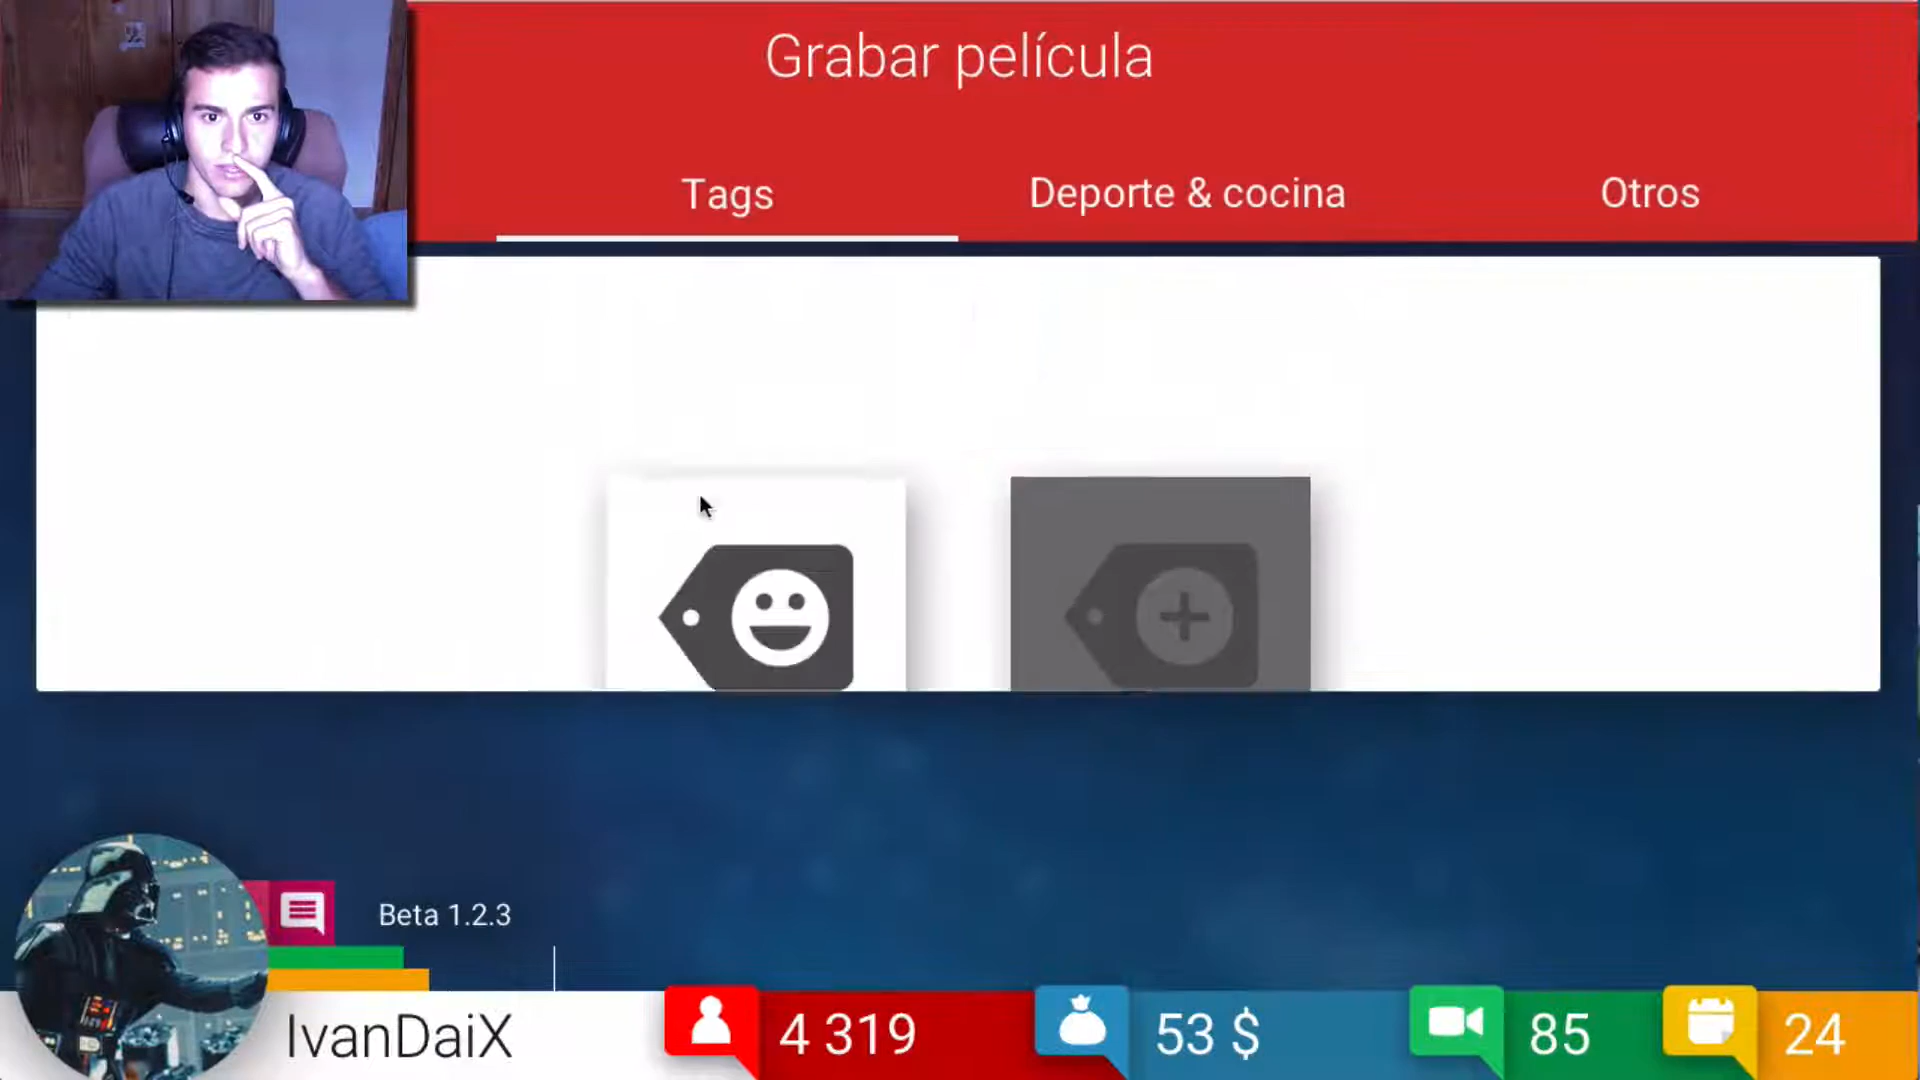 Grabar película
Tags
Deporte & cocina
Otros
Beta 1.2.3
IvanDaiX
4 319
53 $
85
24